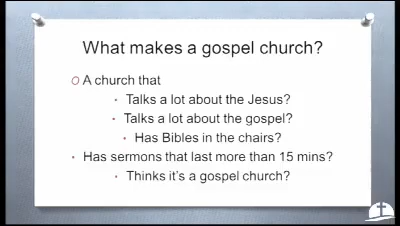 What makes a gospel church?
A church that
Talks a lot about the Jesus?
Talks a lot about the gospel?
Has Bibles in the chairs?
Has sermons that last more than 15 mins?
Thinks it's a gospel church?